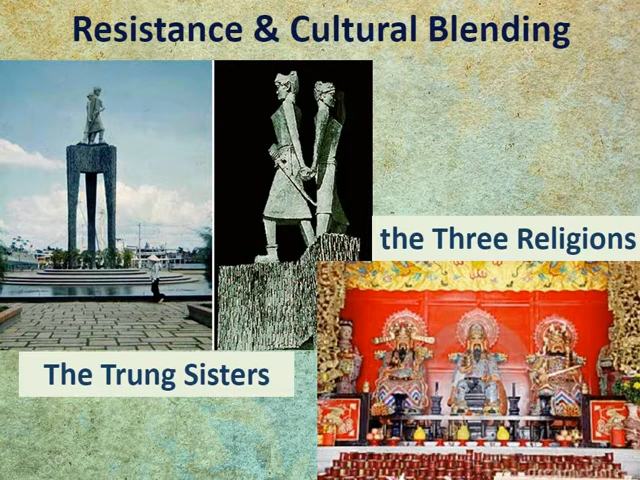 Resistance & Cultural Blending
the Three Religions
The Trung Sisters